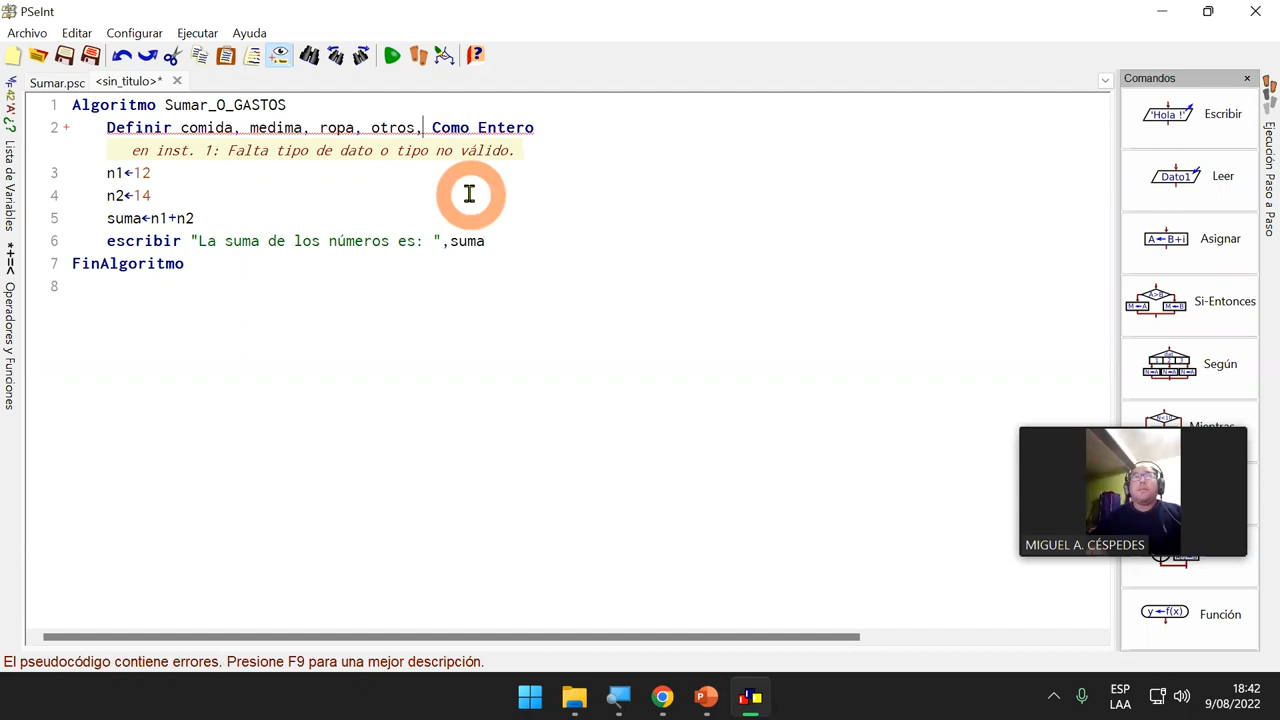 PSeInt
Archivo Editar Configurar Ejecutar Ayuda
Sumar.psc <sin_titulo>*
1 Algoritmo Sumar_O_GASTOS
2 + Definir comida, medima, ropa, otros, Como Entero
en inst. 1: Falta tipo de dato o tipo no válido.
3 n1←12
4 n2←14
5 suma←n1+n2
6 escribir "La suma de los números es: ",suma
7 FinAlgoritmo
8
Lista de Variables
Operadores y Funciones
Comandos
'Hola !' Escribir
Dato1 Leer
A←B+i Asignar
A>B Si-Entonces
Según
Mientras
y←f(x) Función
Ejecución Paso a Paso
MIGUEL A. CÉSPEDES
El pseudocódigo contiene errores. Presione F9 para una mejor descripción.
ESP
LAA
18:42
9/08/2022